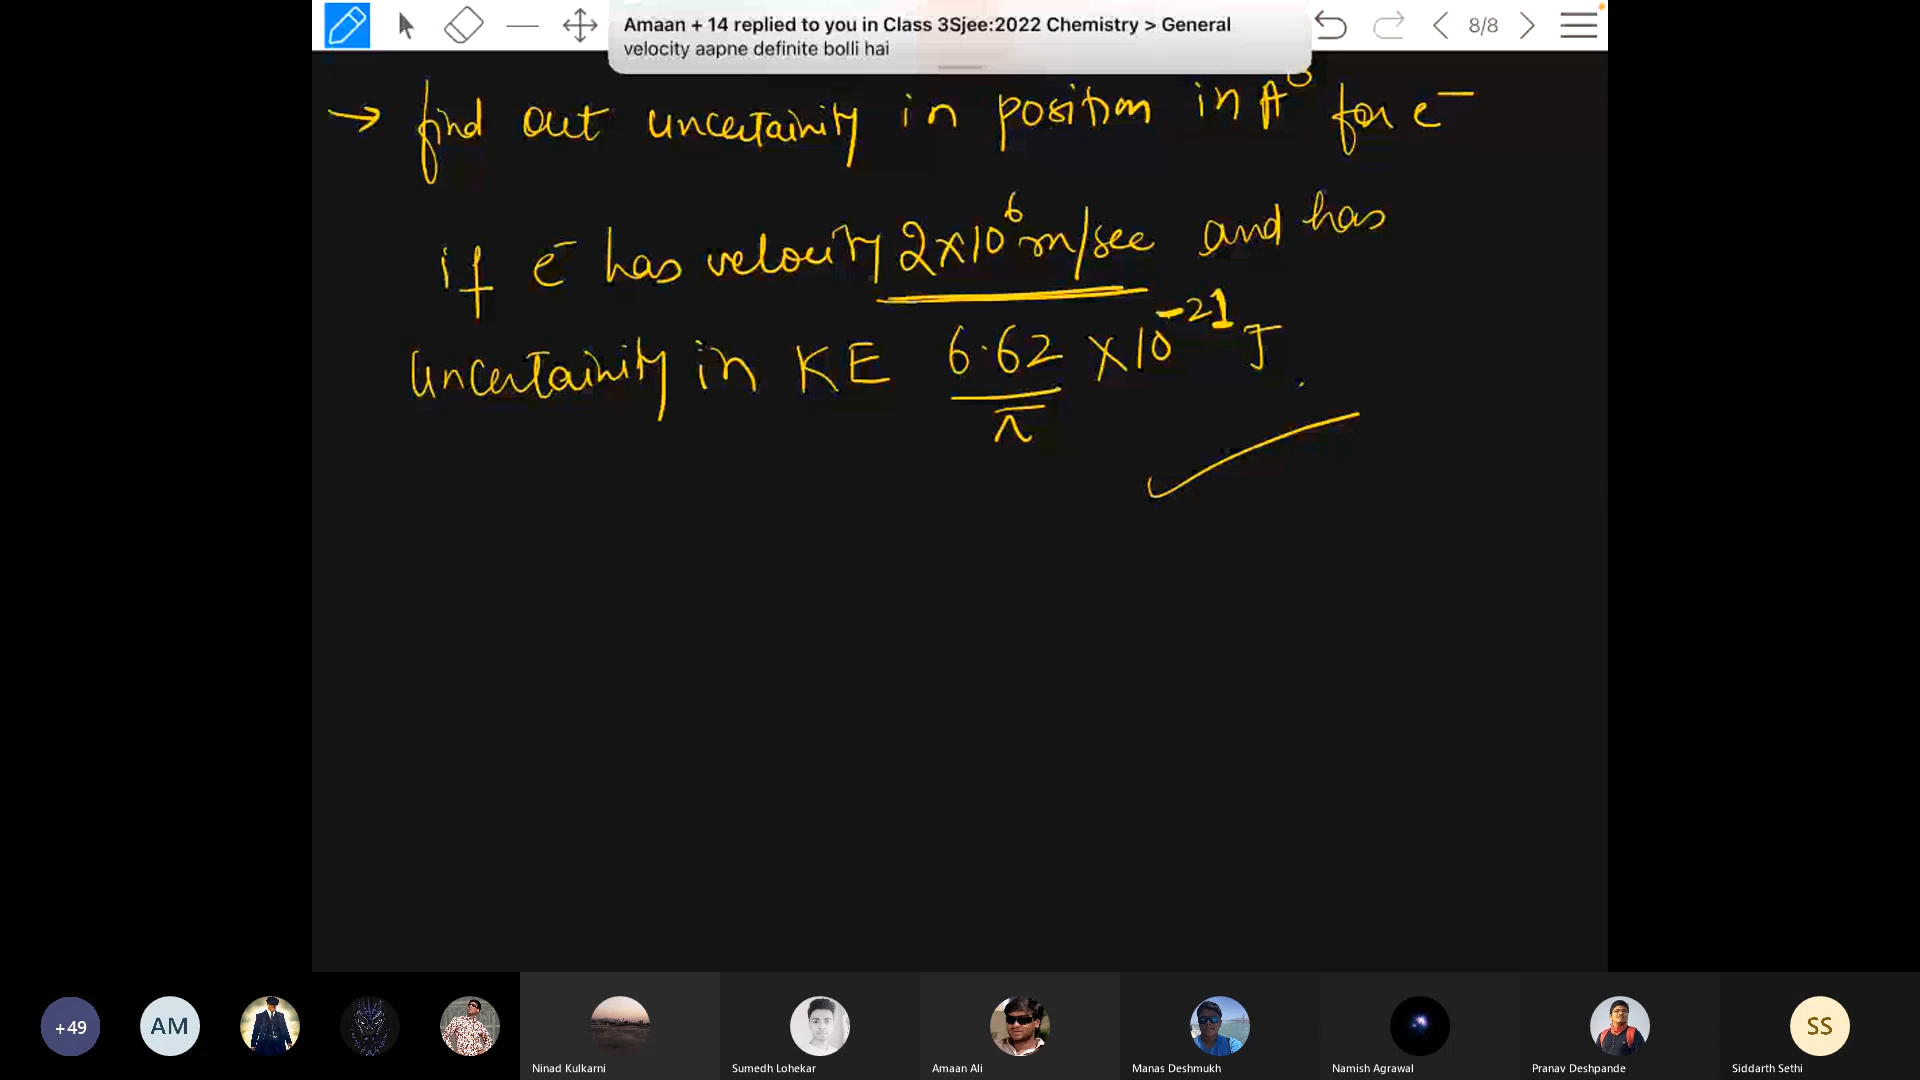 Amaan + 14 replied to you in Class 3Sjee:2022 Chemistry > General
velocity aapne definite bolli hai
8/8
→ find out uncertainity in position in A° for e⁻
if e⁻ has velocity 2×10⁶ m/sec and has
uncertainity in KE 6.62/π ×10⁻²¹ J.
+49
AM
SS
Ninad Kulkarni
Sumedh Lohekar
Amaan Ali
Manas Deshmukh
Namish Agrawal
Pranav Deshpande
Siddarth Sethi